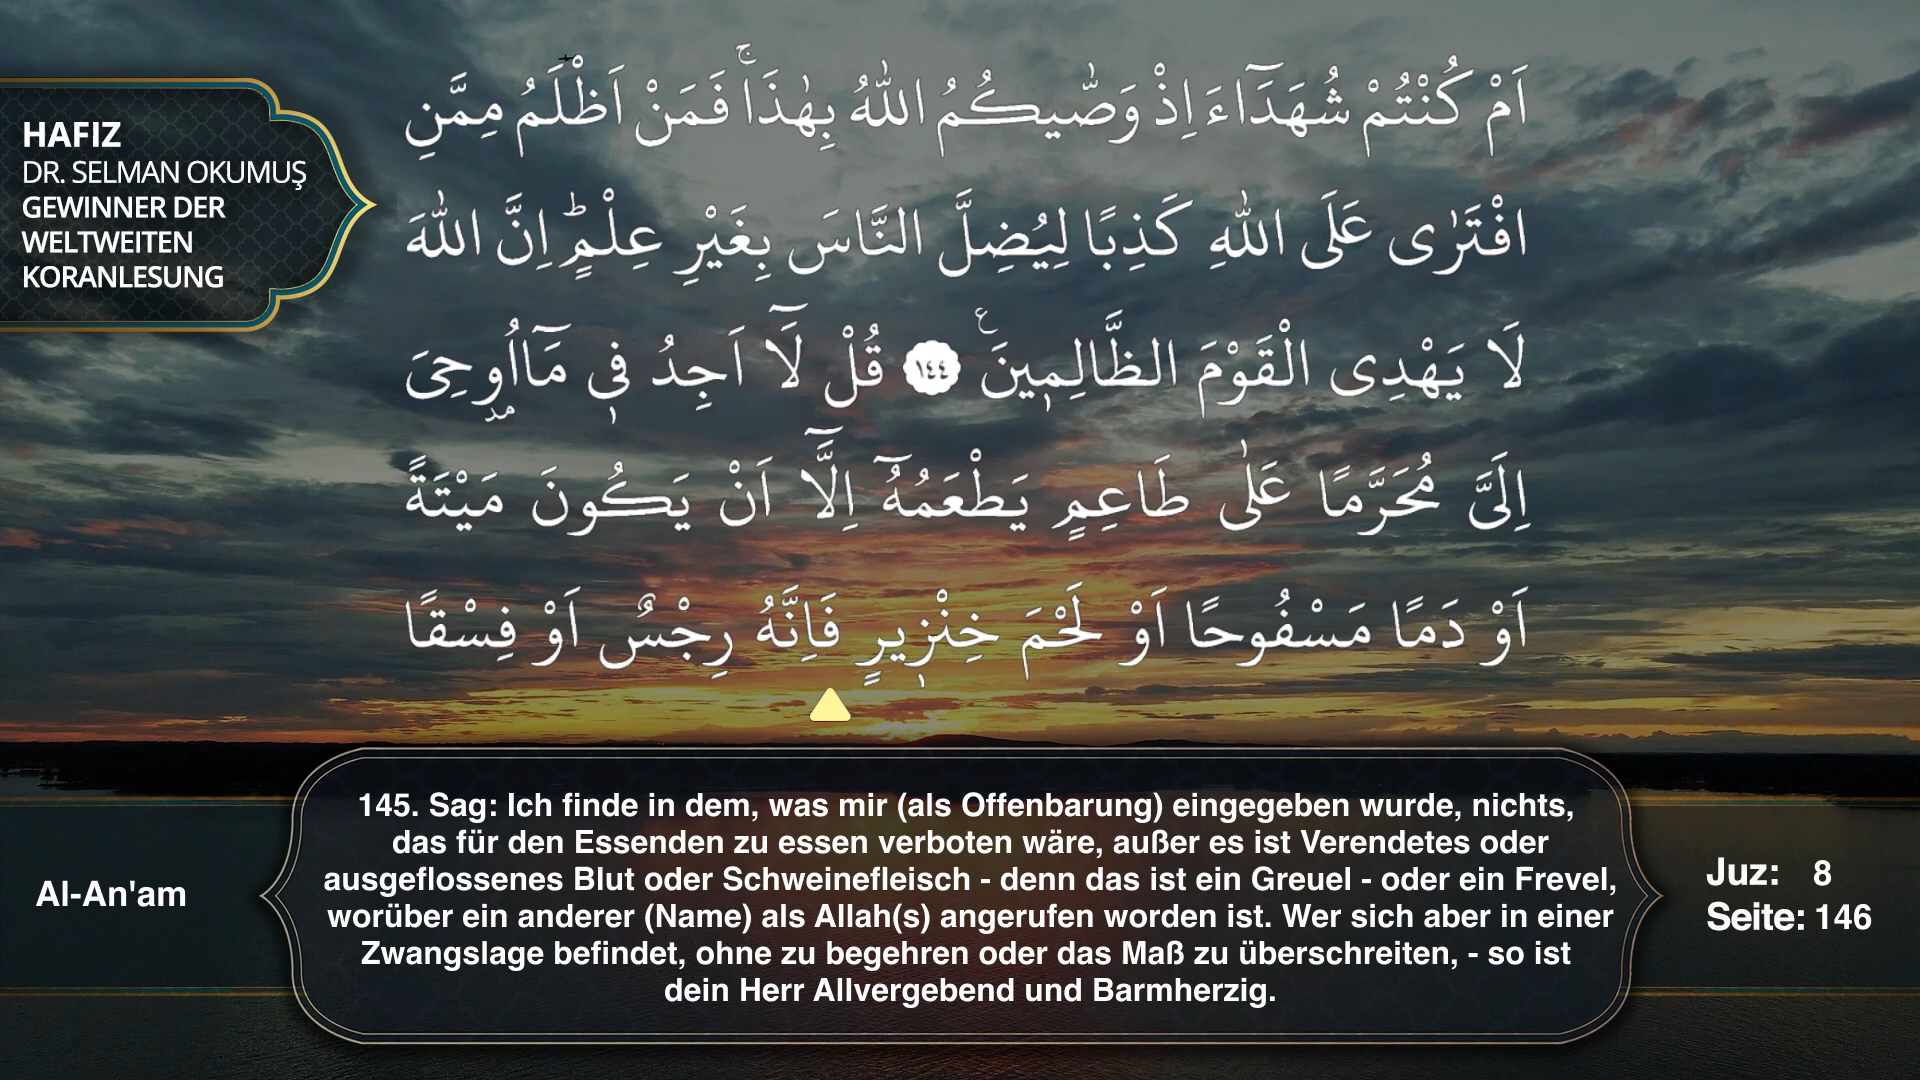 HAFIZ
DR. SELMAN OKUMUŞ
GEWINNER DER
WELTWEITEN
KORANLESUNG
اَمْ كُنْتُمْ شُهَدَٓاءَ اِذْ وَصّٰيكُمُ اللّٰهُ بِهٰذَاۚ فَمَنْ اَظْلَمُ مِمَّنِ
افْتَرٰى عَلَى اللّٰهِ كَذِبًا لِيُضِلَّ النَّاسَ بِغَيْرِ عِلْمٍۜ اِنَّ اللّٰهَ
لَا يَهْدِى الْقَوْمَ الظَّالِم۪ينَ ﴿١٤٤﴾ قُلْ لَٓا اَجِدُ ف۪ى مَٓا اُو۫حِىَ
اِلَىَّ مُحَرَّمًا عَلٰى طَاعِمٍ يَطْعَمُهُٓ اِلَّٓا اَنْ يَكُونَ مَيْتَةً
اَوْ دَمًا مَسْفُوحًا اَوْ لَحْمَ خِنْز۪يرٍ فَاِنَّهُ رِجْسٌ اَوْ فِسْقًا
145. Sag: Ich finde in dem, was mir (als Offenbarung) eingegeben wurde, nichts,
das für den Essenden zu essen verboten wäre, außer es ist Verendetes oder
ausgeflossenes Blut oder Schweinefleisch - denn das ist ein Greuel - oder ein Frevel,
worüber ein anderer (Name) als Allah(s) angerufen worden ist. Wer sich aber in einer
Zwangslage befindet, ohne zu begehren oder das Maß zu überschreiten, - so ist
dein Herr Allvergebend und Barmherzig.
Al-An'am
Juz: 8
Seite: 146